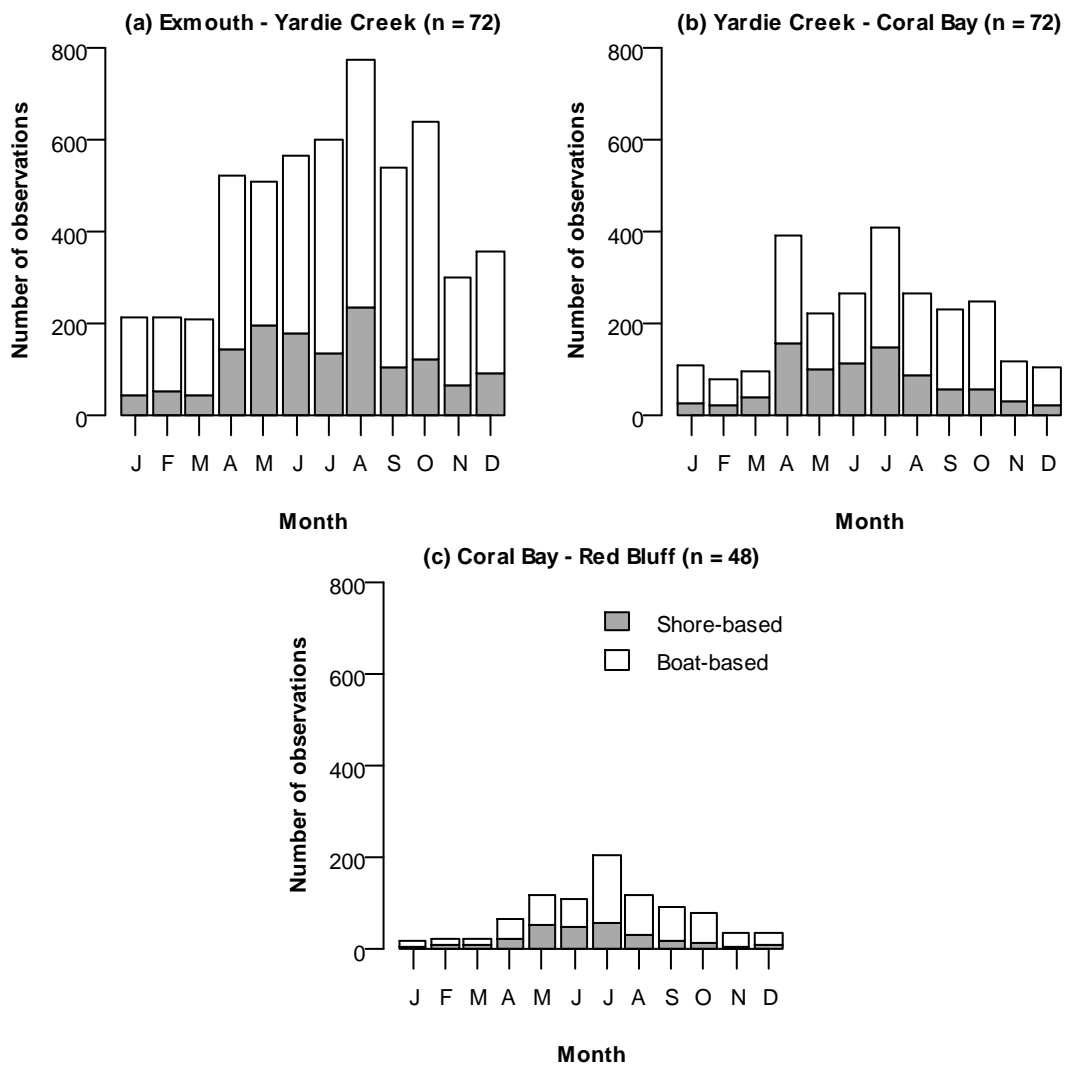 (a) Exmouth - Yardie Creek (n = 72)
Number of observations
800
600
400
200
0
J F M A M J J A S O N D
Month
(b) Yardie Creek - Coral Bay (n = 72)
Number of observations
800
600
400
200
0
J F M A M J J A S O N D
Month
(c) Coral Bay - Red Bluff (n = 48)
Number of observations
800
600
400
200
0
Shore-based
Boat-based
J F M A M J J A S O N D
Month